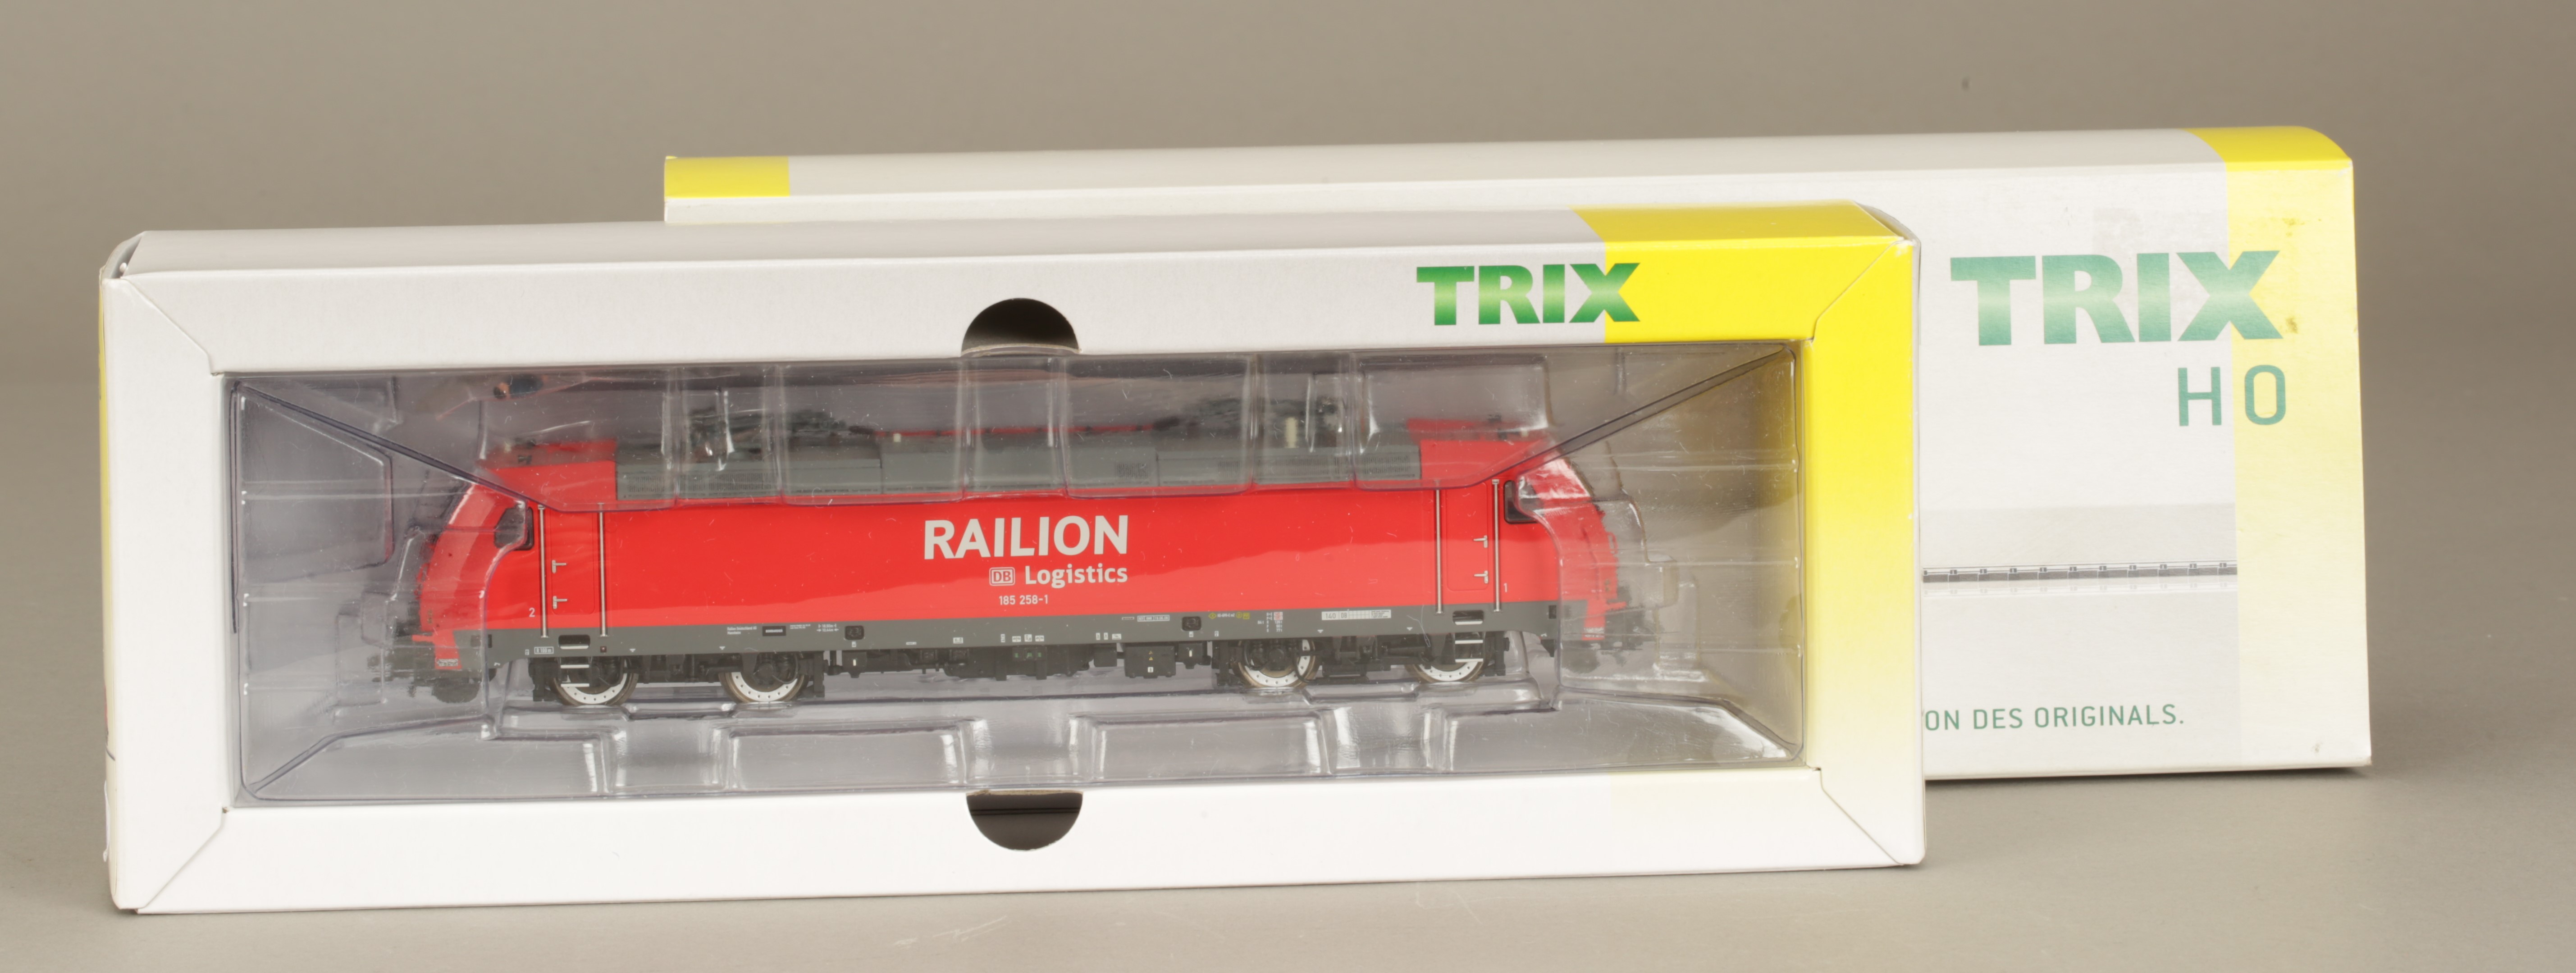 TRIX
TRIX
H0
RAILION
DB Logistics
185 258-1
2
1
ON DES ORIGINALS.